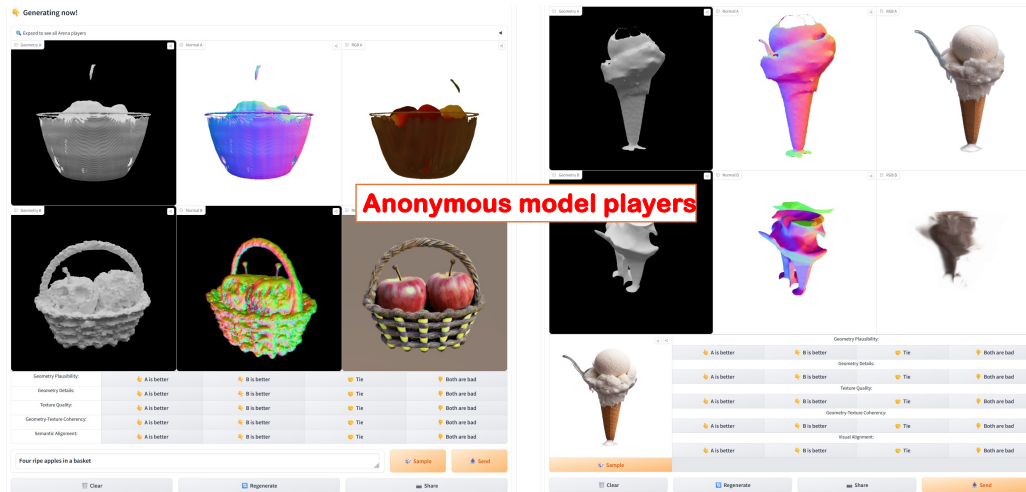 Generating now!
Expand to see all Arena players
Geometry A
Normal A
RGB A
Geometry B
Normal B
Geometry Plausibility:
A is better
B is better
Tie
Both are bad
Geometry Details:
A is better
B is better
Tie
Both are bad
Texture Quality:
A is better
B is better
Tie
Both are bad
Geometry-Texture Coherency:
A is better
B is better
Tie
Both are bad
Semantic Alignment:
A is better
B is better
Tie
Both are bad
Four ripe apples in a basket
Sample
Send
Clear
Regenerate
Share
Anonymous model players
Geometry A
Normal A
RGB A
Geometry B
Normal B
RGB B
Geometry Plausibility:
A is better
B is better
Tie
Both are bad
Geometry Details:
A is better
B is better
Tie
Both are bad
Texture Quality:
A is better
B is better
Tie
Both are bad
Geometry-Texture Coherency:
A is better
B is better
Tie
Both are bad
Visual Alignment:
A is better
B is better
Tie
Both are bad
Sample
Clear
Regenerate
Share
Send